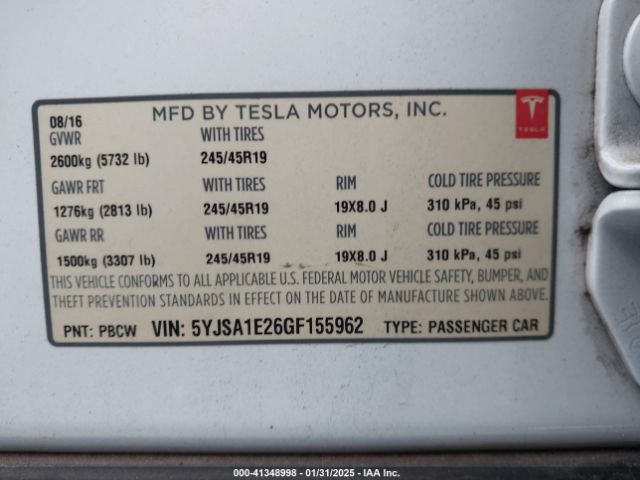 08/16 MFD BY TESLA MOTORS, INC.
TESLA
GVWR WITH TIRES
2600kg (5732 lb) 245/45R19
GAWR FRT WITH TIRES RIM COLD TIRE PRESSURE
1276kg (2813 lb) 245/45R19 19X8.0 J 310 kPa, 45 psi
GAWR RR WITH TIRES RIM COLD TIRE PRESSURE
1500kg (3307 lb) 245/45R19 19X8.0 J 310 kPa, 45 psi
THIS VEHICLE CONFORMS TO ALL APPLICABLE U.S. FEDERAL MOTOR VEHICLE SAFETY, BUMPER, AND
THEFT PREVENTION STANDARDS IN EFFECT ON THE DATE OF MANUFACTURE SHOWN ABOVE.
PNT: PBCW VIN: 5YJSA1E26GF155962 TYPE: PASSENGER CAR
000-41348998 - 01/31/2025 - IAA Inc.